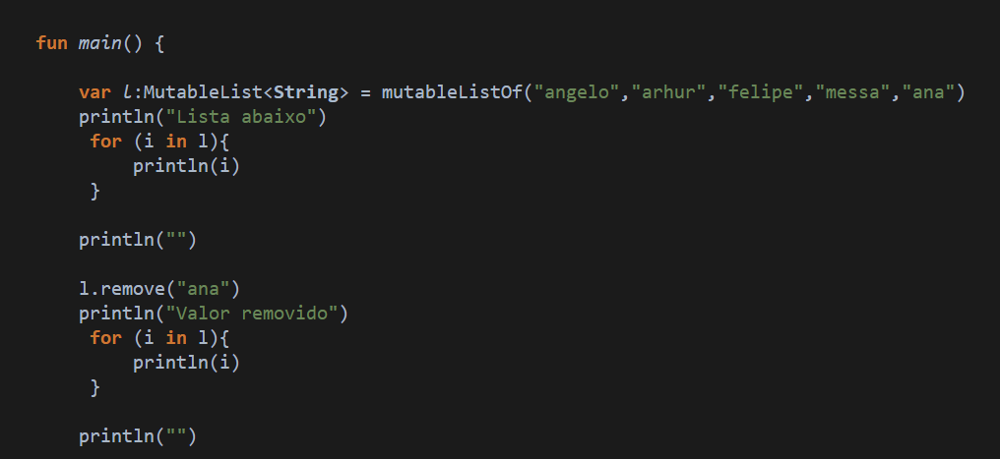 fun main() {
var l:MutableList<String> = mutableListOf("angelo","arhur","felipe","messa","ana")
println("Lista abaixo")
for (i in l){
println(i)
}
println("")
l.remove("ana")
println("Valor removido")
for (i in l){
println(i)
}
println("")